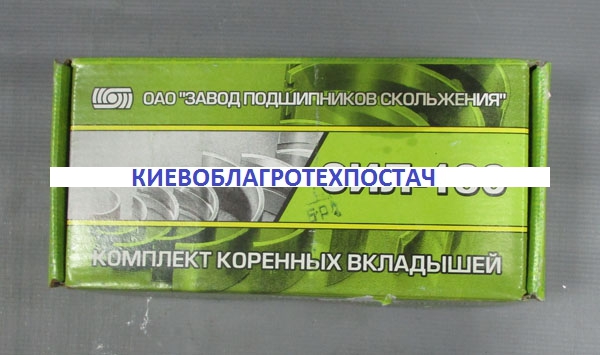 ОАО "ЗАВОД ПОДШИПНИКОВ СКОЛЬЖЕНИЯ"
КИЕВОБЛАГРОТЕХПОСТАЧ
КОМПЛЕКТ КОРЕННЫХ ВКЛАДЫШЕЙ